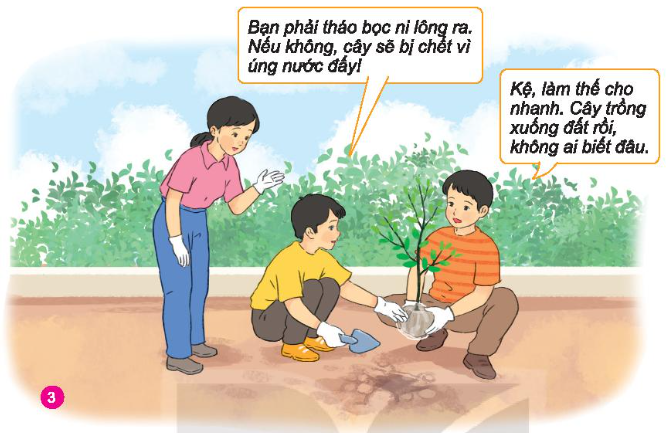 Bạn phải tháo bọc ni lông ra.
Nếu không, cây sẽ bị chết vì
úng nước đấy!
Kệ, làm thế cho
nhanh. Cây trồng
xuống đất rồi,
không ai biết đâu.
3